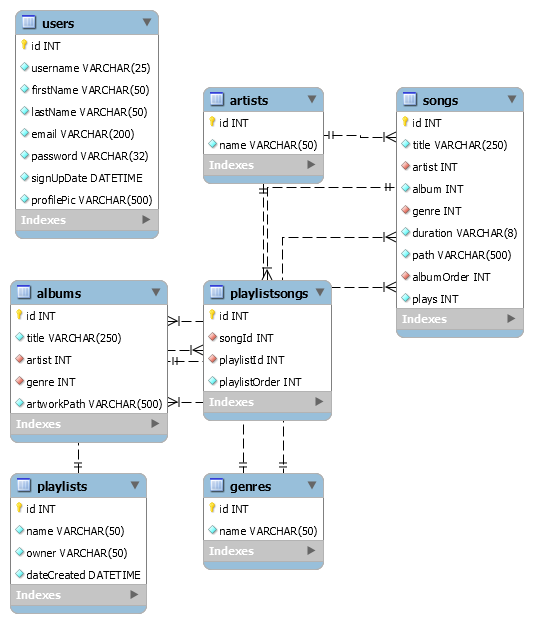 users
id INT
username VARCHAR(25)
firstName VARCHAR(50)
lastName VARCHAR(50)
email VARCHAR(200)
password VARCHAR(32)
signUpDate DATETIME
profilePic VARCHAR(500)
Indexes
artists
id INT
name VARCHAR(50)
Indexes
songs
id INT
title VARCHAR(250)
artist INT
album INT
genre INT
duration VARCHAR(8)
path VARCHAR(500)
albumOrder INT
plays INT
Indexes
albums
id INT
title VARCHAR(250)
artist INT
genre INT
artworkPath VARCHAR(500)
Indexes
playlistsongs
id INT
songId INT
playlistId INT
playlistOrder INT
Indexes
playlists
id INT
name VARCHAR(50)
owner VARCHAR(50)
dateCreated DATETIME
Indexes
genres
id INT
name VARCHAR(50)
Indexes